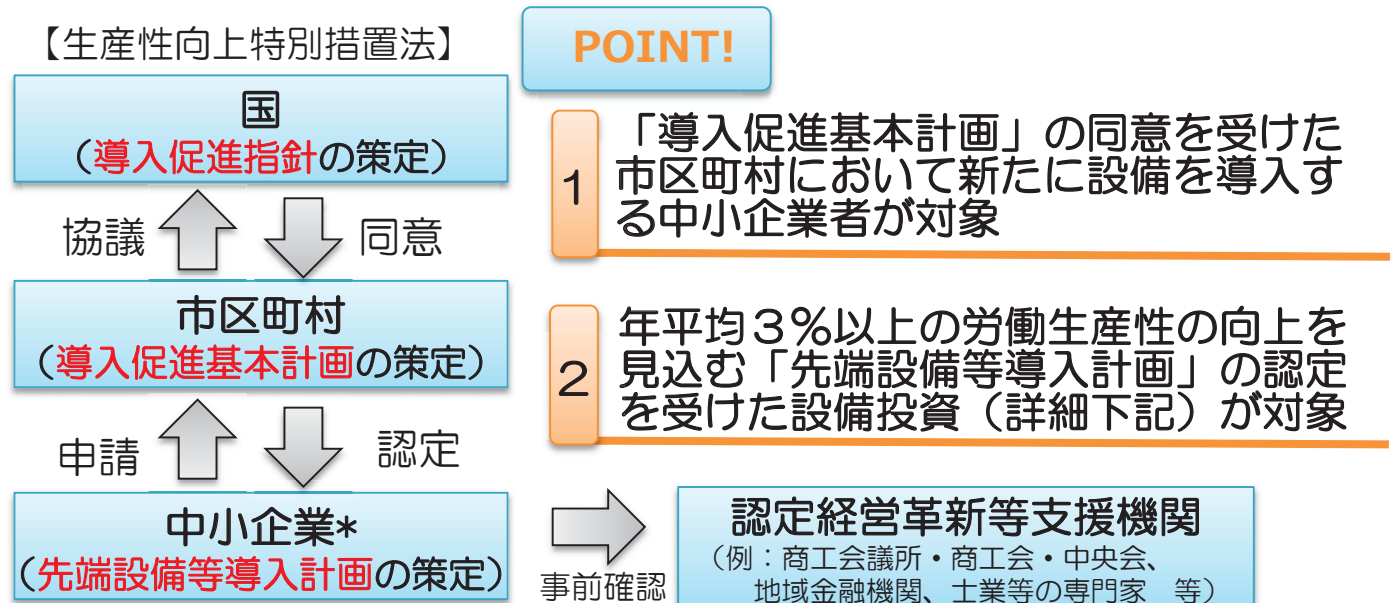 【生産性向上特別措置法】
国
（導入促進指針の策定）
協議
同意
市区町村
（導入促進基本計画の策定）
申請
認定
中小企業*
（先端設備等導入計画の策定）
POINT!
1
「導入促進基本計画」の同意を受けた
市区町村において新たに設備を導入す
る中小企業者が対象
2
年平均３％以上の労働生産性の向上を
見込む「先端設備等導入計画」の認定
を受けた設備投資（詳細下記）が対象
事前確認
認定経営革新等支援機関
（例：商工会議所・商工会・中央会、
地域金融機関、士業等の専門家　等）